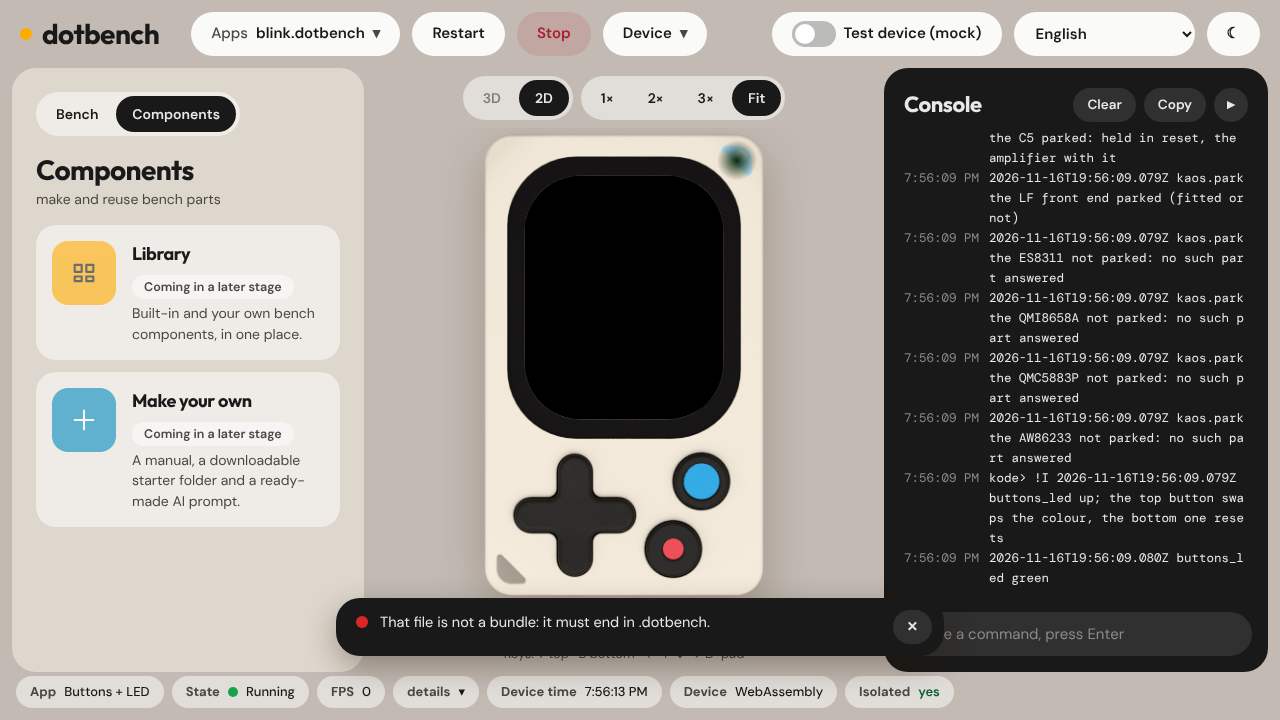 dotbench
Apps blink.dotbench ▾
Restart
Stop
Device ▾
Test device (mock)
English
Bench
Components
Components
make and reuse bench parts
Library
Coming in a later stage
Built-in and your own bench
components, in one place.
Make your own
Coming in a later stage
A manual, a downloadable
starter folder and a ready-
made AI prompt.
3D
2D
1×
2×
3×
Fit
Console
Clear
Copy
the C5 parked: held in reset, the
amplifier with it
7:56:09 PM 2026-11-16T19:56:09.079Z kaos.park
the LF front end parked (fitted or
not)
7:56:09 PM 2026-11-16T19:56:09.079Z kaos.park
the ES8311 not parked: no such par
t answered
7:56:09 PM 2026-11-16T19:56:09.079Z kaos.park
the QMI8658A not parked: no such p
art answered
7:56:09 PM 2026-11-16T19:56:09.079Z kaos.park
the QMC5883P not parked: no such p
art answered
7:56:09 PM 2026-11-16T19:56:09.079Z kaos.park
the AW86233 not parked: no such pa
rt answered
7:56:09 PM kode> !I 2026-11-16T19:56:09.079Z
buttons_led up; the top button swa
ps the colour, the bottom one rese
ts
7:56:09 PM 2026-11-16T19:56:09.080Z buttons_l
ed green
That file is not a bundle: it must end in .dotbench.
a command, press Enter
App Buttons + LED
State Running
FPS 0
details ▾
Device time 7:56:13 PM
Device WebAssembly
Isolated yes